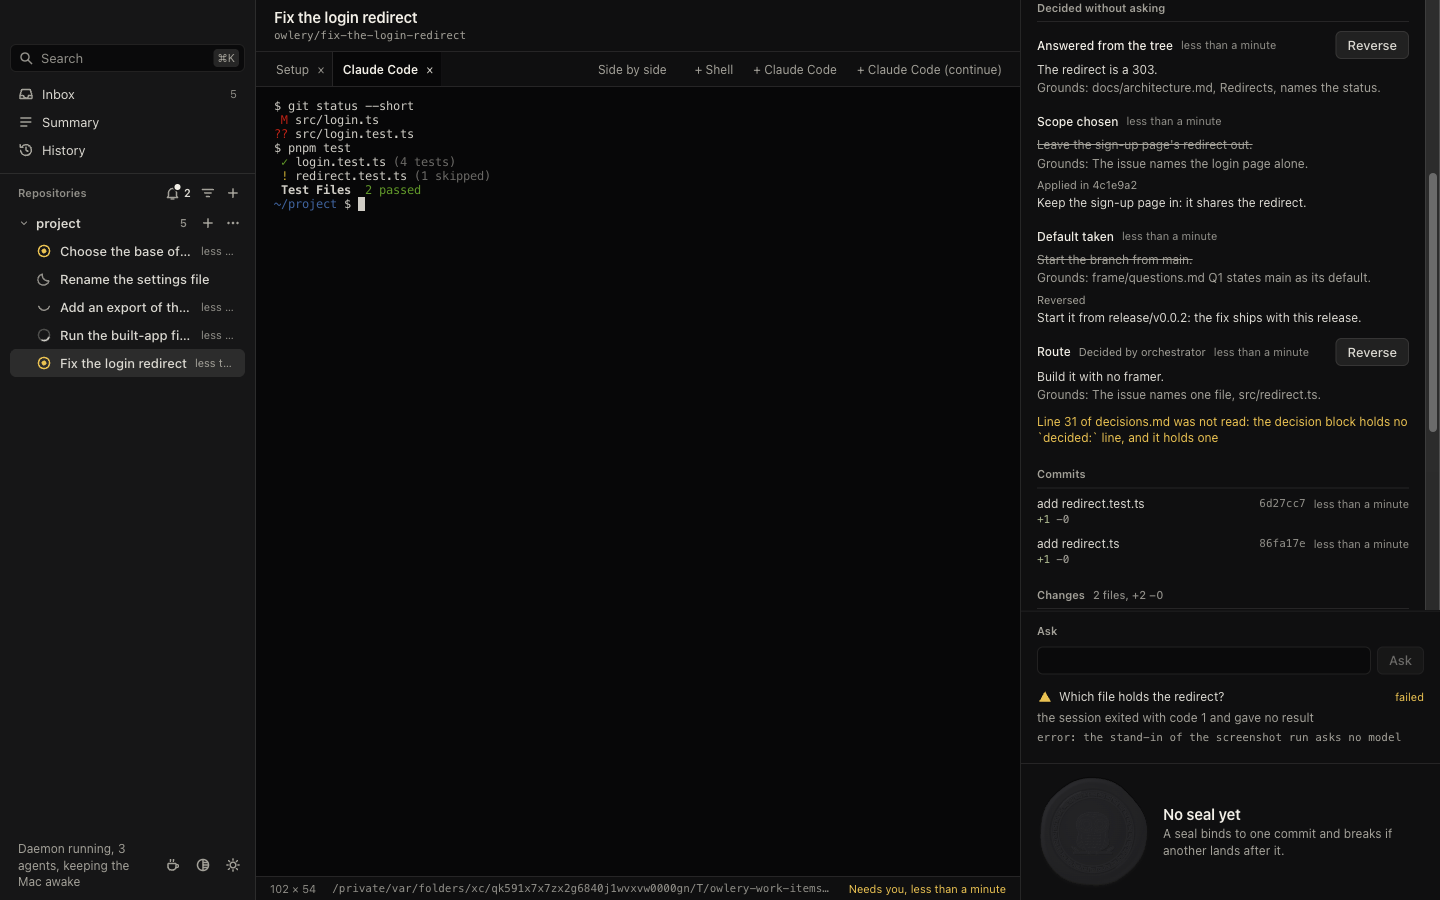 Search ⌘K
Inbox 5
Summary
History
Repositories 2
project 5
Choose the base of... less ...
Rename the settings file
Add an export of th... less ...
Run the built-app fi... less ...
Fix the login redirect less t...
Daemon running, 3
agents, keeping the
Mac awake
Fix the login redirect
owlery/fix-the-login-redirect
Setup × Claude Code × Side by side + Shell + Claude Code + Claude Code (continue)
$ git status --short
M src/login.ts
?? src/login.test.ts
$ pnpm test
✓ login.test.ts (4 tests)
! redirect.test.ts (1 skipped)
Test Files 2 passed
~/project $
102 × 54 /private/var/folders/xc/qk591x7x7zx2g6840j1wvxvw0000gn/T/owlery-work-items… Needs you, less than a minute
Decided without asking
Answered from the tree less than a minute Reverse
The redirect is a 303.
Grounds: docs/architecture.md, Redirects, names the status.
Scope chosen less than a minute
Leave the sign-up page's redirect out.
Grounds: The issue names the login page alone.
Applied in 4c1e9a2
Keep the sign-up page in: it shares the redirect.
Default taken less than a minute
Start the branch from main.
Grounds: frame/questions.md Q1 states main as its default.
Reversed
Start it from release/v0.0.2: the fix ships with this release.
Route Decided by orchestrator less than a minute Reverse
Build it with no framer.
Grounds: The issue names one file, src/redirect.ts.
Line 31 of decisions.md was not read: the decision block holds no
`decided:` line, and it holds one
Commits
add redirect.test.ts 6d27cc7 less than a minute
+1 −0
add redirect.ts 86fa17e less than a minute
+1 −0
Changes 2 files, +2 −0
Ask
Ask
Which file holds the redirect? failed
the session exited with code 1 and gave no result
error: the stand-in of the screenshot run asks no model
No seal yet
A seal binds to one commit and breaks if
another lands after it.